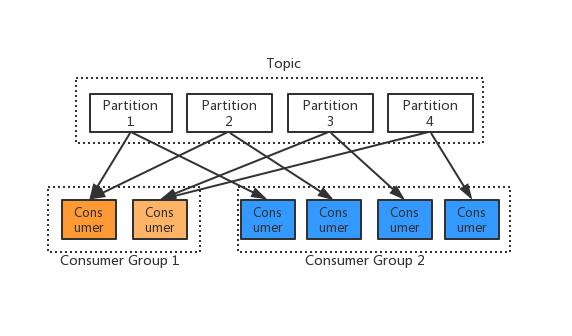 Topic
Partition
1
Partition
2
Partition
3
Partition
4
Cons
umer
Cons
umer
Cons
umer
Cons
umer
Cons
umer
Cons
umer
Consumer Group 1
Consumer Group 2